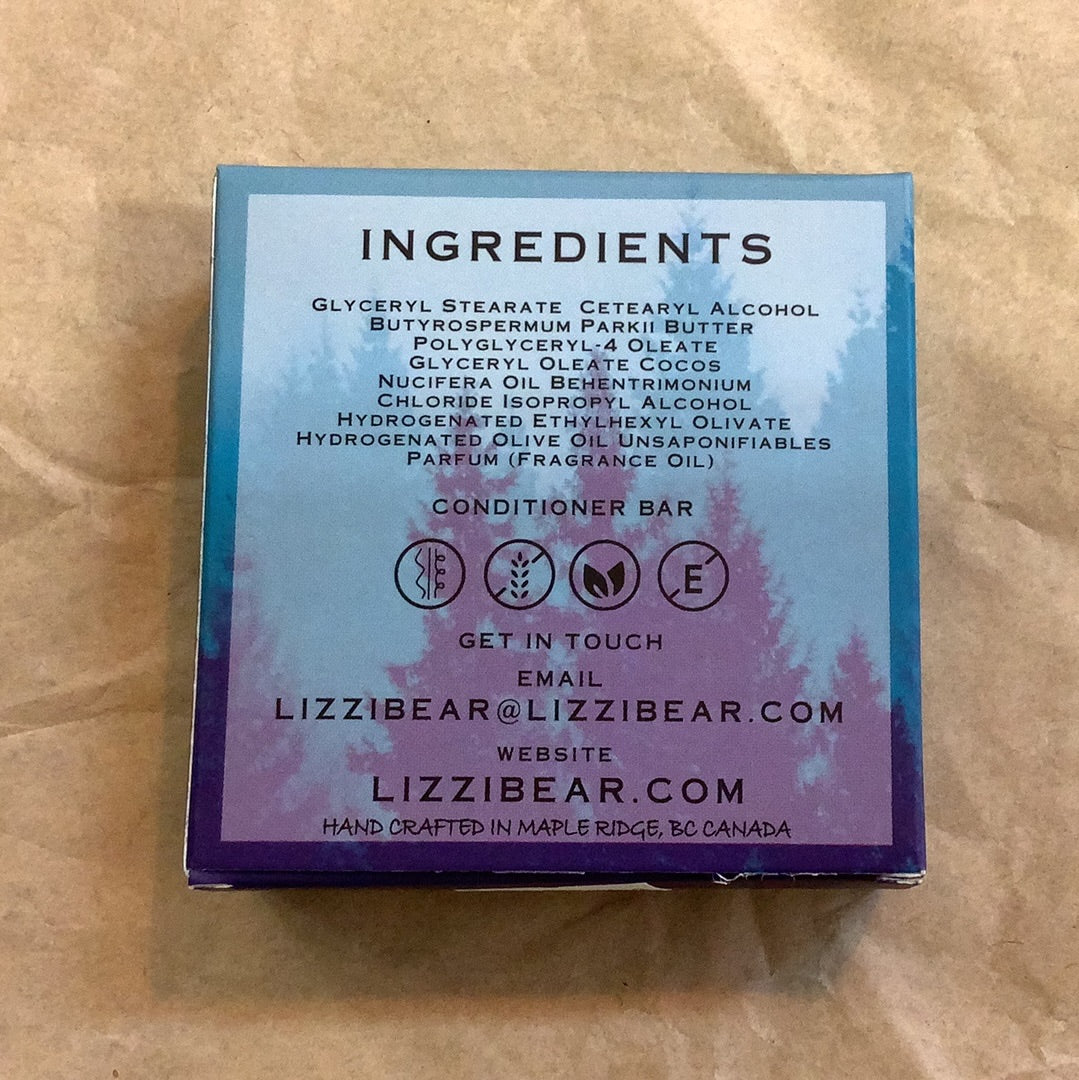 INGREDIENTS
GLYCERYL STEARATE CETEARYL ALCOHOL
BUTYROSPERMUM PARKII BUTTER
POLYGLYCERYL-4 OLEATE
GLYCERYL OLEATE COCOS
NUCIFERA OIL BEHENTRIMONIUM
CHLORIDE ISOPROPYL ALCOHOL
HYDROGENATED ETHYLHEXYL OLIVATE
HYDROGENATED OLIVE OIL UNSAPONIFIABLES
PARFUM (FRAGRANCE OIL)
CONDITIONER BAR
E
GET IN TOUCH
EMAIL
LIZZIBEAR@LIZZIBEAR.COM
WEBSITE
LIZZIBEAR.COM
HAND CRAFTED IN MAPLE RIDGE, BC CANADA